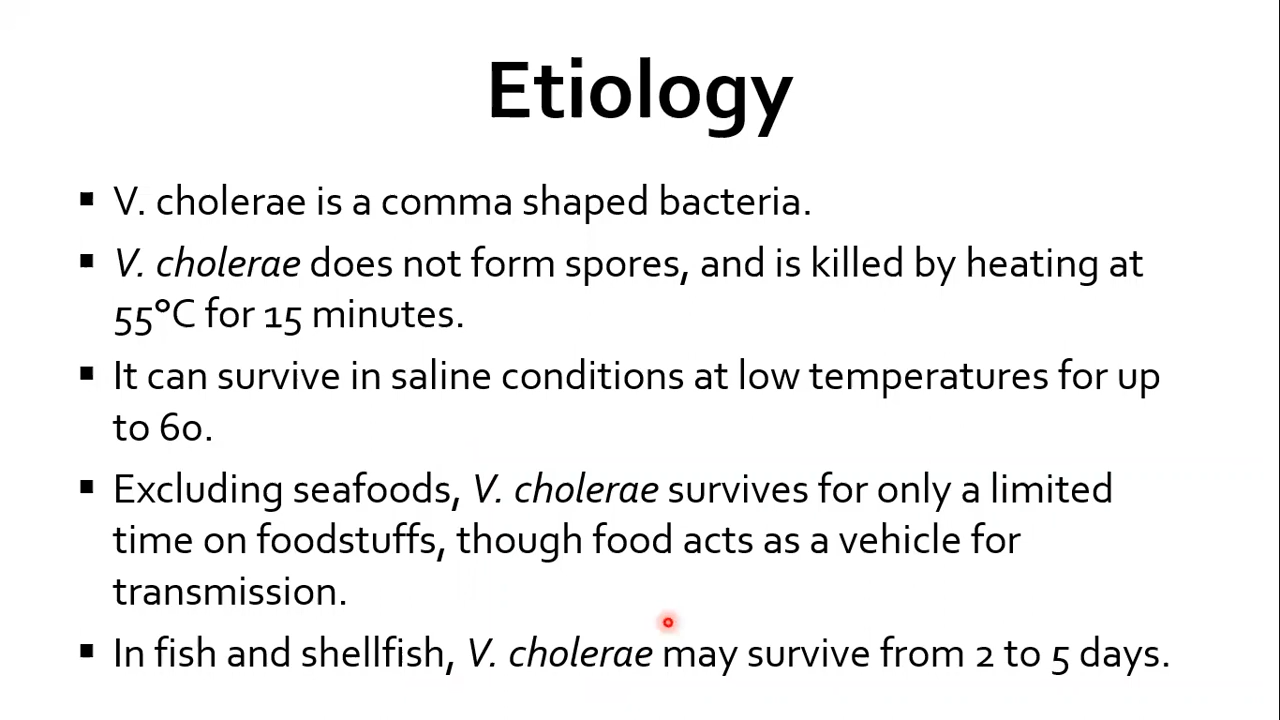 Etiology
▪ V. cholerae is a comma shaped bacteria.
▪ V. cholerae does not form spores, and is killed by heating at
55°C for 15 minutes.
▪ It can survive in saline conditions at low temperatures for up
to 60.
▪ Excluding seafoods, V. cholerae survives for only a limited
time on foodstuffs, though food acts as a vehicle for
transmission.
▪ In fish and shellfish, V. cholerae may survive from 2 to 5 days.